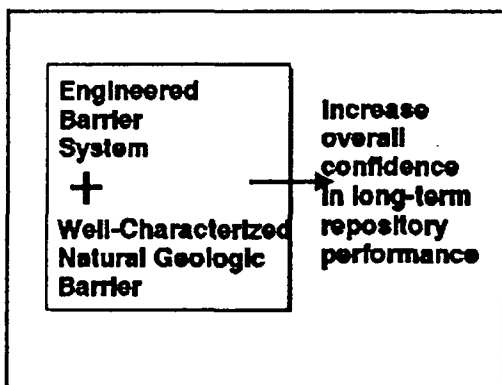 Engineered
Barrier
System
+
Well-Characterized
Natural Geologic
Barrier
Increase
overall
confidence
in long-term
repository
performance